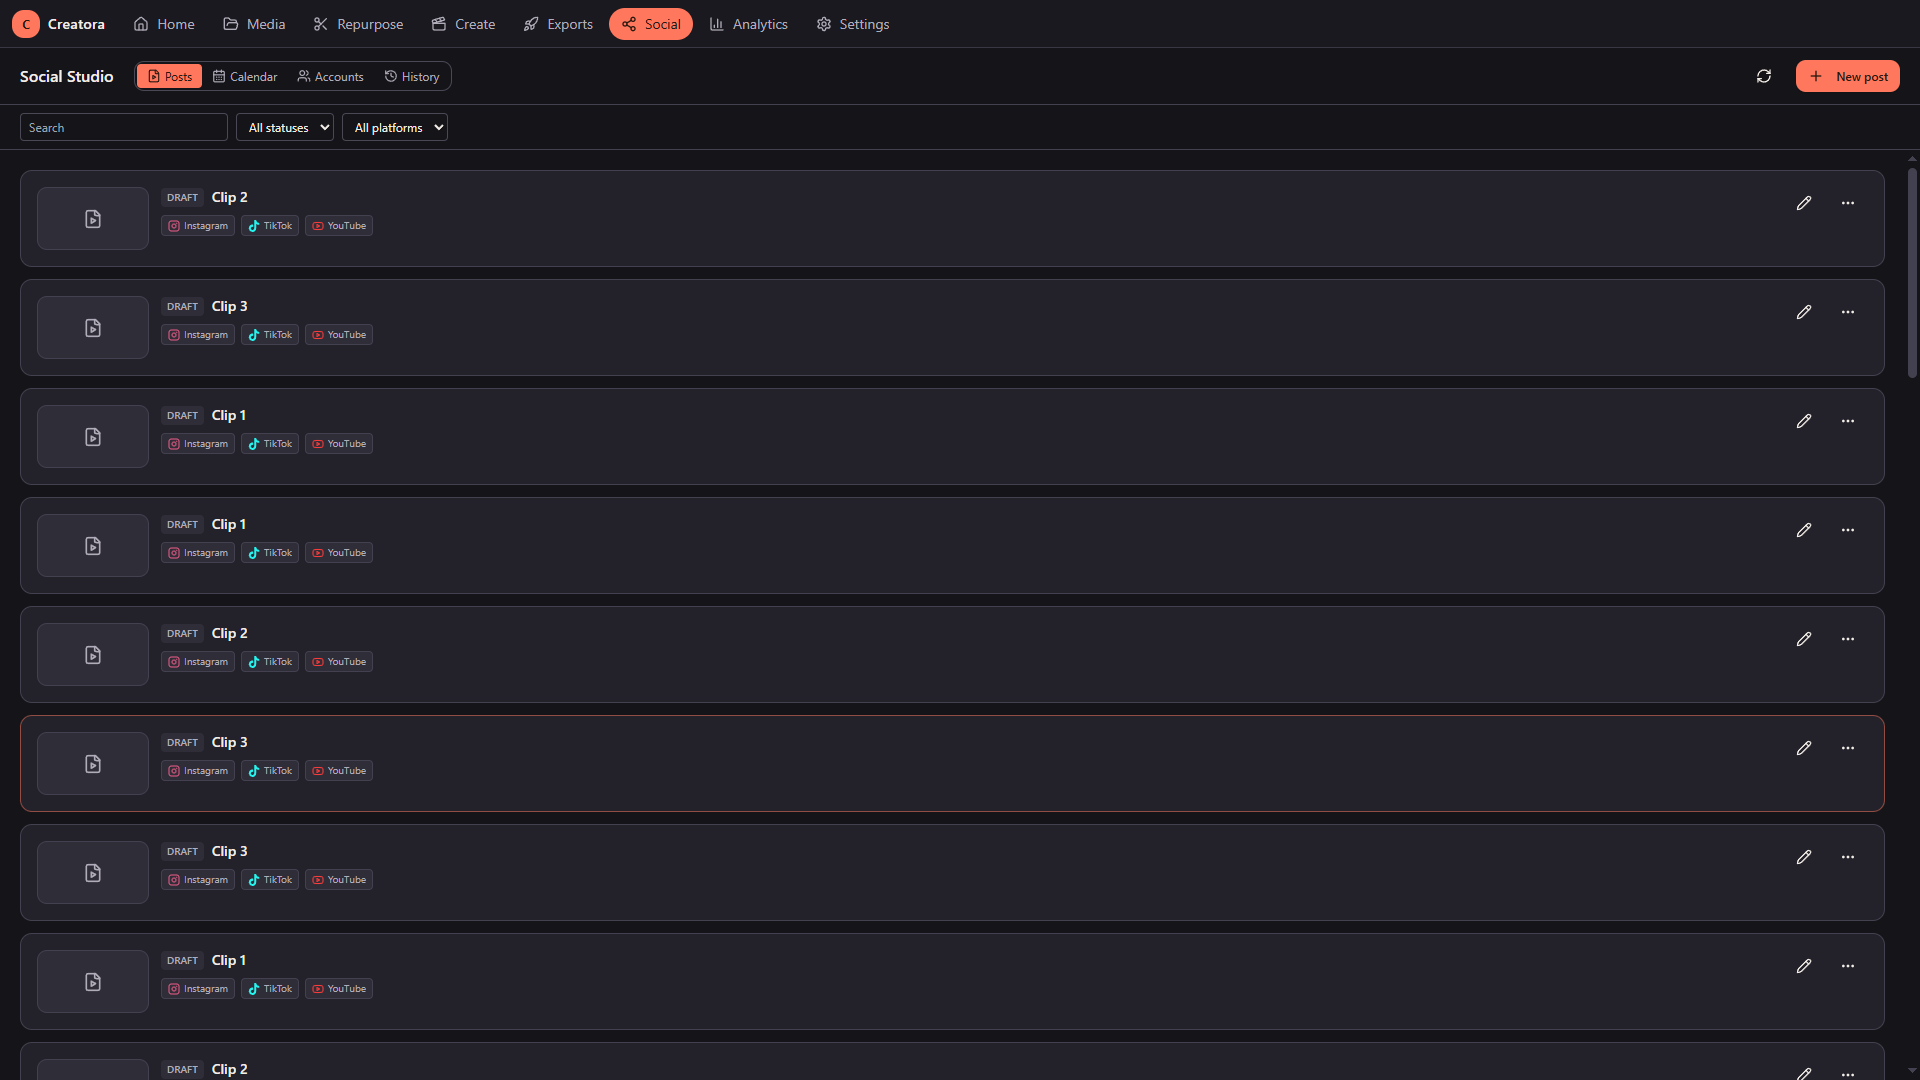 C Creatora Home Media Repurpose Create Exports Social Analytics Settings
Social Studio Posts Calendar Accounts History New post
Search All statuses All platforms
DRAFT Clip 2
Instagram TikTok YouTube
DRAFT Clip 3
Instagram TikTok YouTube
DRAFT Clip 1
Instagram TikTok YouTube
DRAFT Clip 1
Instagram TikTok YouTube
DRAFT Clip 2
Instagram TikTok YouTube
DRAFT Clip 3
Instagram TikTok YouTube
DRAFT Clip 3
Instagram TikTok YouTube
DRAFT Clip 1
Instagram TikTok YouTube
DRAFT Clip 2